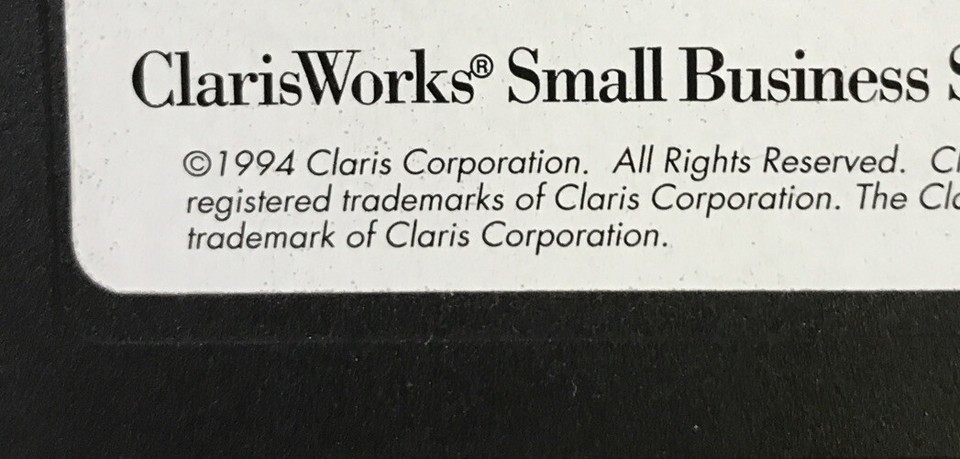 ClarisWorks® Small Business
©1994 Claris Corporation. All Rights Reserved.
registered trademarks of Claris Corporation. The
trademark of Claris Corporation.